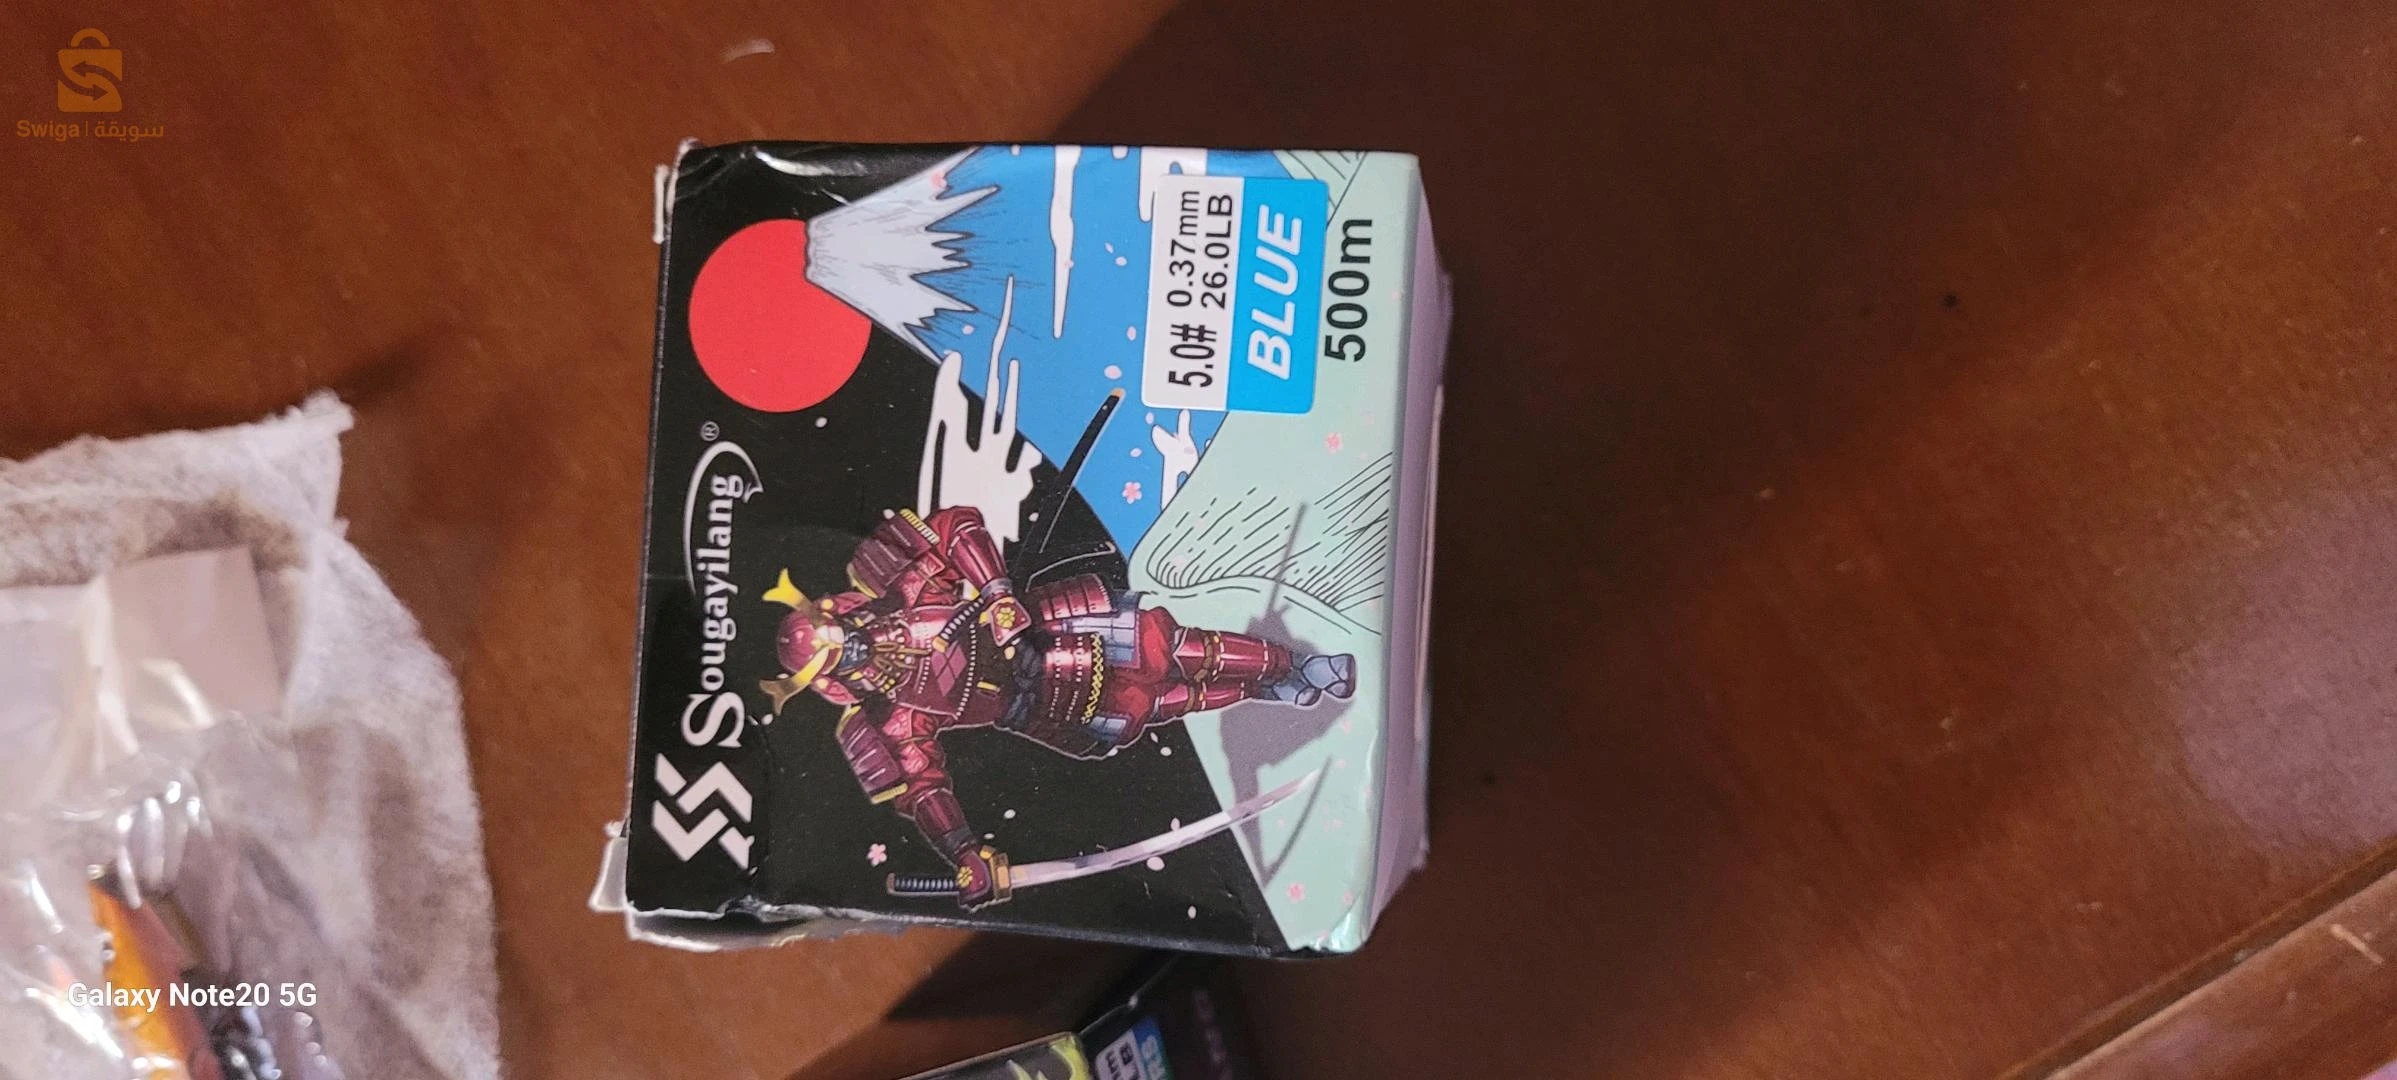 Swiga | سويقة
Sougayilang®
5.0# 0.37mm
26.0LB
BLUE
500m
Galaxy Note20 5G